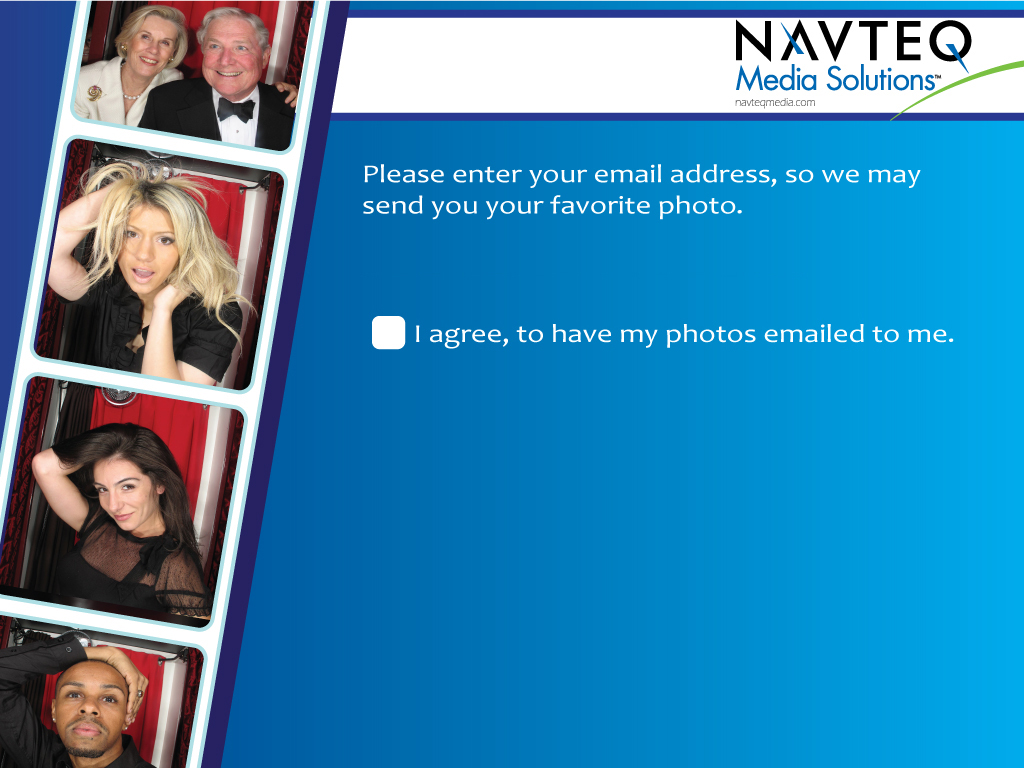 NAVTEQ
Media Solutions™
navteqmedia.com
Please enter your email address, so we may
send you your favorite photo.
I agree, to have my photos emailed to me.